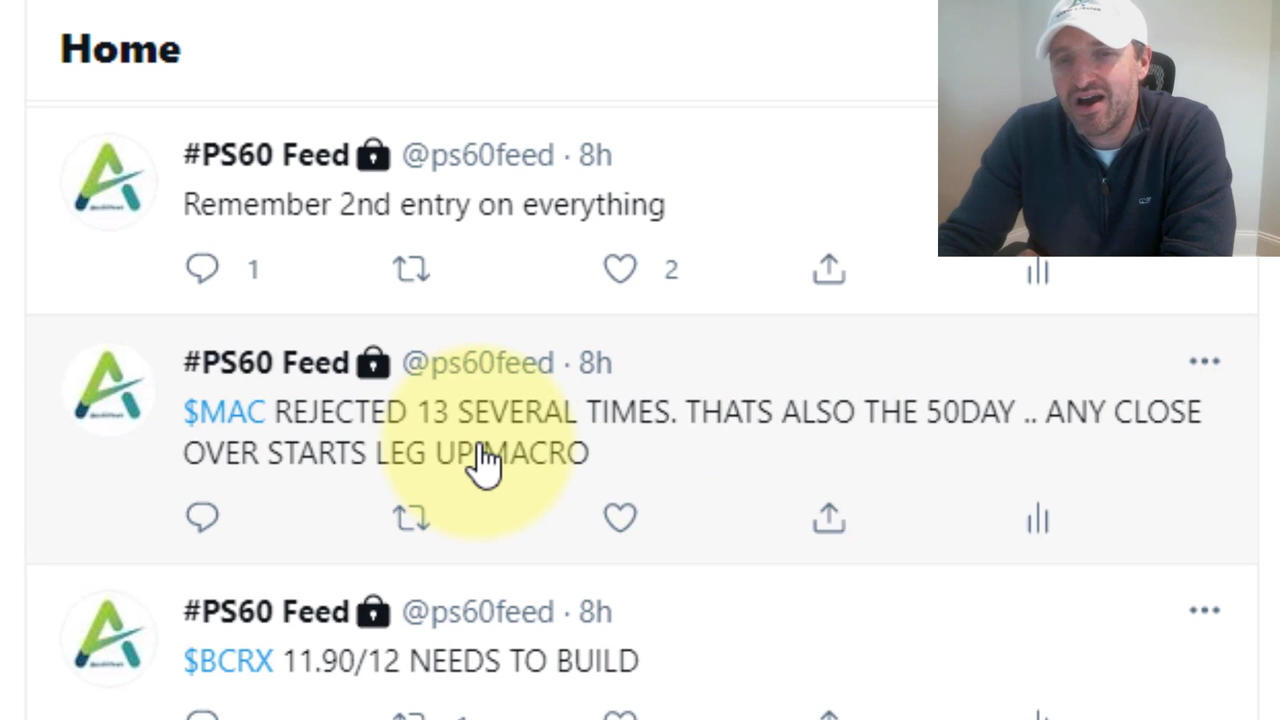 Home
#PS60 Feed @ps60feed · 8h
Remember 2nd entry on everything
1 2
#PS60 Feed @ps60feed · 8h
$MAC REJECTED 13 SEVERAL TIMES. THATS ALSO THE 50DAY .. ANY CLOSE
OVER STARTS LEG UP MACRO
#PS60 Feed @ps60feed · 8h
$BCRX 11.90/12 NEEDS TO BUILD